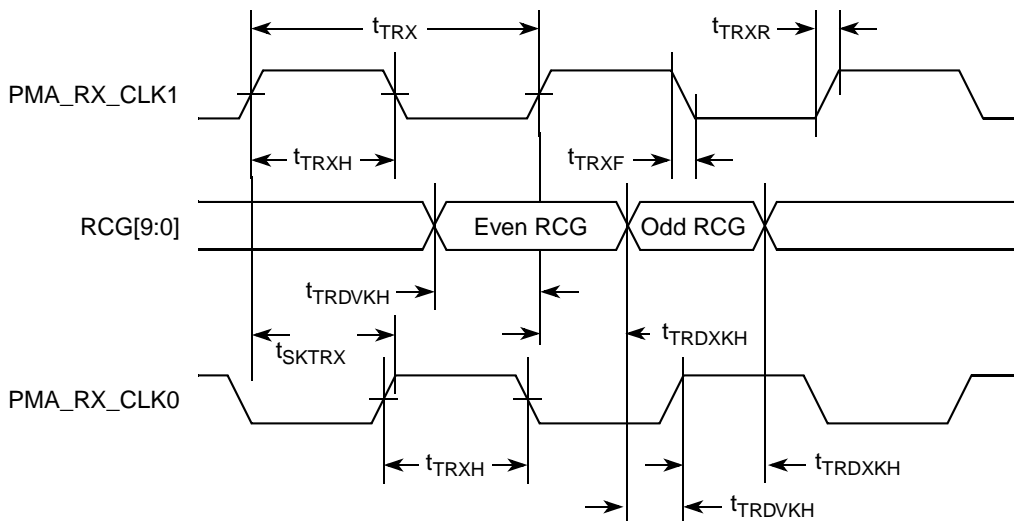 tTRX
tTRXR
PMA_RX_CLK1
tTRXH
tTRXF
RCG[9:0]
Even RCG
Odd RCG
tTRDVKH
tTRDXKH
tSKTRX
PMA_RX_CLK0
tTRXH
tTRDXKH
tTRDVKH